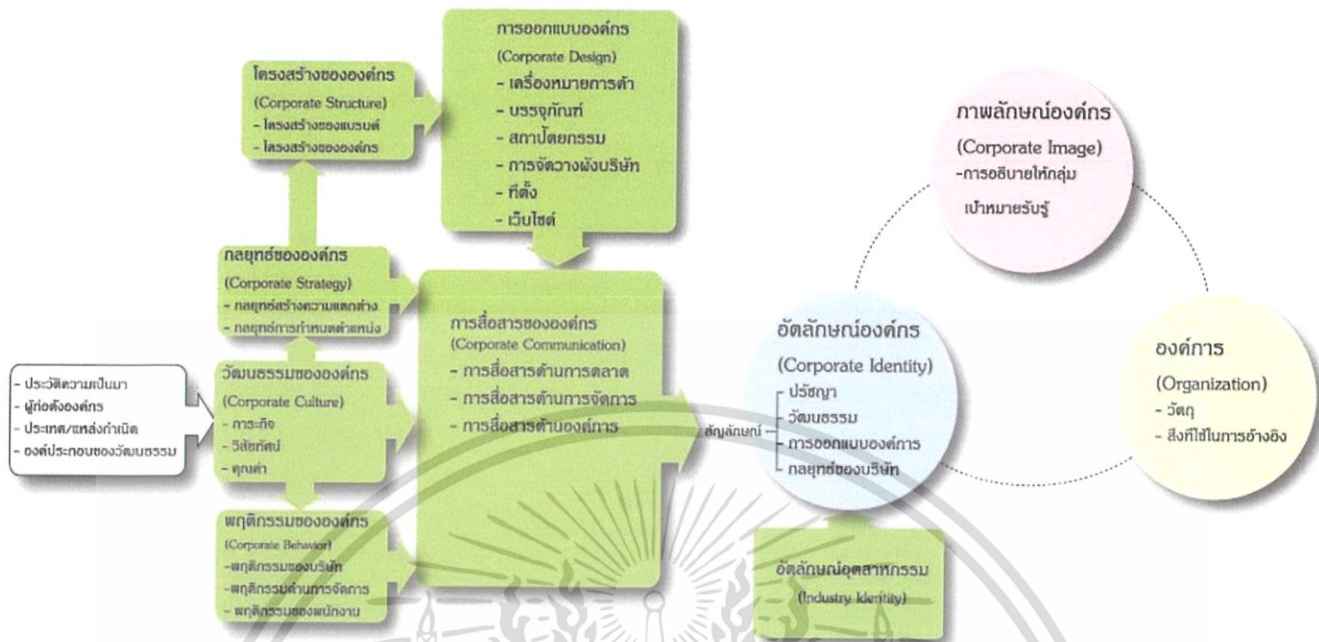 การออกแบบองค์กร
(Corporate Design)
- เครื่องหมายการค้า
- บรรจุภัณฑ์
- สถาปัตยกรรม
- การจัดวางผังบริษัท
- ที่ตั้ง
- เว็บไซต์
โครงสร้างขององค์กร
(Corporate Structure)
- โครงสร้างของแบรนด์
- โครงสร้างขององค์กร
กลยุทธ์ขององค์กร
(Corporate Strategy)
- กลยุทธ์สร้างความแตกต่าง
- กลยุทธ์การกำหนดตำแหน่ง
- ประวัติความเป็นมา
- ผู้ก่อตั้งองค์กร
- ประเทศ/แหล่งกำเนิด
- องค์ประกอบของวัฒนธรรม
วัฒนธรรมขององค์กร
(Corporate Culture)
- ภาระกิจ
- วิสัยทัศน์
- คุณค่า
พฤติกรรมขององค์กร
(Corporate Behavior)
-พฤติกรรมของบริษัท
-พฤติกรรมด้านการจัดการ
- พฤติกรรมของพนักงาน
การสื่อสารขององค์กร
(Corporate Communication)
- การสื่อสารด้านการตลาด
- การสื่อสารด้านการจัดการ
- การสื่อสารด้านองค์การ
สัญลักษณ์
อัตลักษณ์องค์กร
(Corporate Identity)
ปรัชญา
วัฒนธรรม
การออกแบบองค์การ
กลยุทธ์ของบริษัท
อัตลักษณ์อุตสาหกรรม
(Industry Identity)
ภาพลักษณ์องค์กร
(Corporate Image)
-การอธิบายให้กลุ่ม
เป้าหมายรับรู้
องค์การ
(Organization)
- วัตถุ
- สิ่งที่ใช้ในการอ้างอิง